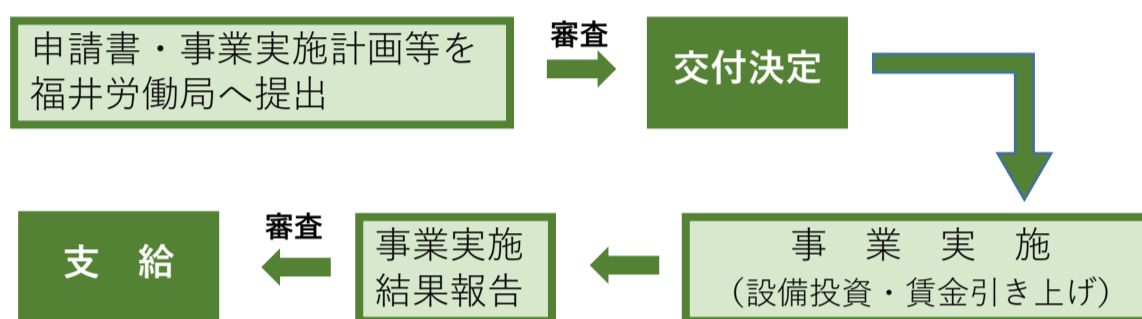 申請書・事業実施計画等を
福井労働局へ提出
審査
交付決定
事業実施
（設備投資・賃金引き上げ）
事業実施
結果報告
審査
支給